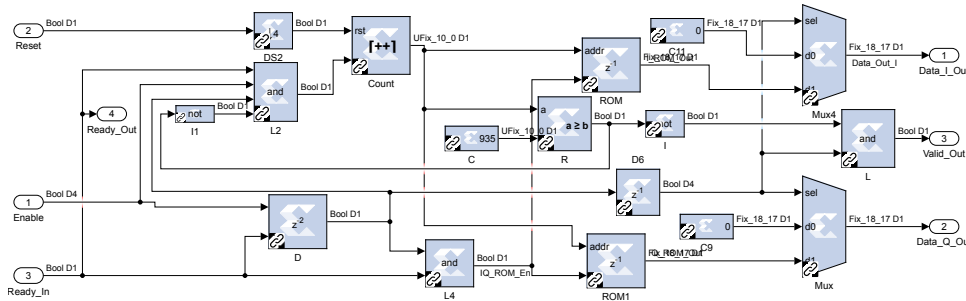 Bool D1
2
Reset
L4
DS2
rst
[++]
Count
UFix_10_0 D1
Bool D1
and
L2
Bool D1
not
Bool D1
I1
4
Ready_Out
addr
z-1
ROM
Fix_18_17 D1
0
C11
sel
d0
d1
Mux4
Fix_18_17 D1
Data_Out_I
1
Data_I_Out
a
a ≥ b
R
Bool D1
935
UFix_10_0 D1
C
not
Bool D1
I
and
L
Bool D1
3
Valid_Out
Bool D4
1
Enable
z-2
D
Bool D1
D6
z-1
Bool D4
Bool D1
3
Ready_In
and
L4
Bool D1
IQ_ROM_En
addr
z-1
ROM1
Fix_18_17 D1
0
C9
sel
d0
d1
Mux
Fix_18_17 D1
2
Data_Q_Out